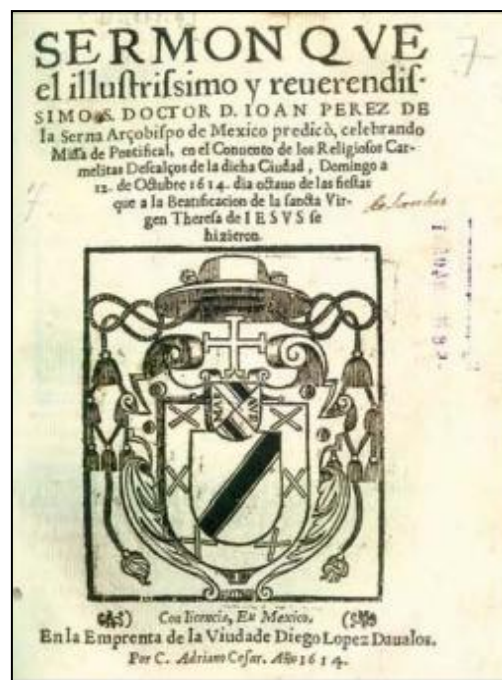 SERMON QVE
el illuſtriſsimo y reuerendiſ-
SIMO S. DOCTOR D. IOAN PEREZ DE
la Serna Arçobiſpo de Mexico predicò, celebrando
Miſſa de Pontifical, en el Conuento de los Religioſos Car-
melitas Deſcalços de la dicha Ciudad, Domingo a
12. de Octubre 1614. dia octauo de las fieſtas
que a la Beatificacion de la ſancta Vir-
gen Thereſa de IESVS ſe
hizieron.
Con licencia, En Mexico.
En la Emprenta de la Viuda de Diego Lopez Daualos.
Por C. Adriano Ceſar. Año 1614.